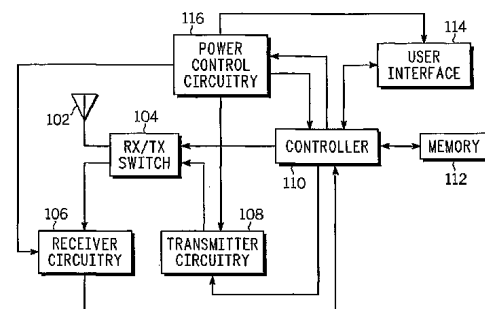 116
POWER
CONTROL
CIRCUITRY
114
USER
INTERFACE
102
104
RX/TX
SWITCH
CONTROLLER
110
MEMORY
112
106
RECEIVER
CIRCUITRY
108
TRANSMITTER
CIRCUITRY